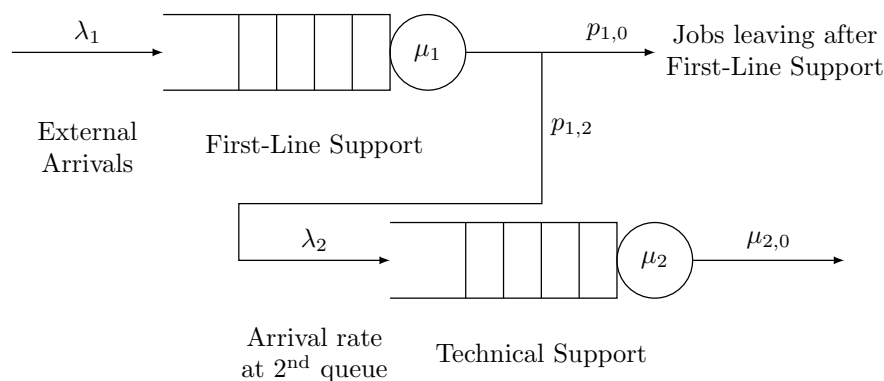 λ₁
μ₁
p₁,₀
Jobs leaving after
First-Line Support
External
Arrivals
First-Line Support
p₁,₂
λ₂
μ₂
μ₂,₀
Arrival rate
at 2ⁿᵈ queue
Technical Support